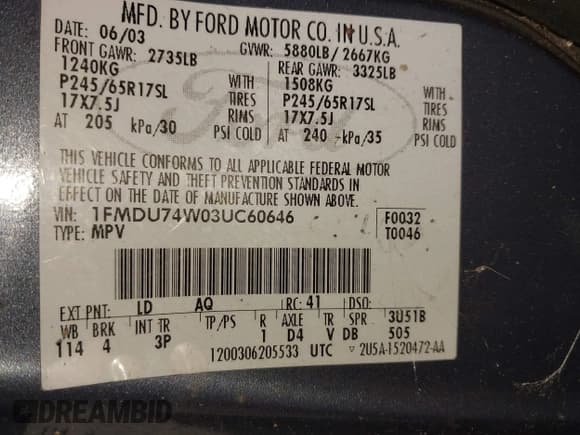 MFD. BY FORD MOTOR CO. IN U.S.A.
DATE: 06/03 GVWR: 5880LB/ 2667KG
FRONT GAWR: 2735LB REAR GAWR: 3325LB
1240KG WITH 1508KG WITH
P245/65R17SL TIRES P245/65R17SL TIRES
17X7.5J RIMS 17X7.5J RIMS
AT 205 kPa/30 PSI COLD AT 240 kPa/35 PSI COLD
Ford
THIS VEHICLE CONFORMS TO ALL APPLICABLE FEDERAL MOTOR
VEHICLE SAFETY AND THEFT PREVENTION STANDARDS IN
EFFECT ON THE DATE OF MANUFACTURE SHOWN ABOVE.
VIN: 1FMDU74W03UC60646 F0032
TYPE: MPV T0046
EXT PNT: LD AQ RC: 41 DSO:
WB BRK INT TR TP/PS R AXLE TR SPR 3U51B
114 4 3P 1 D4 V DB 505
1200306205533 UTC 2U5A-1520472-AA
DREAMBID